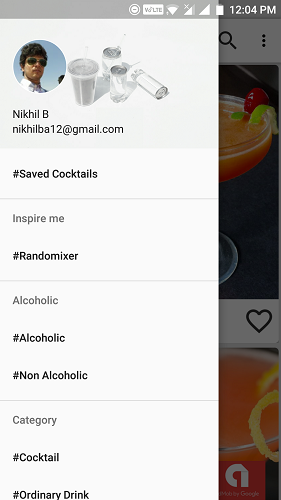 VoLTE 12:04 PM
Nikhil B
nikhilba12@gmail.com
#Saved Cocktails
Inspire me
#Randomixer
Alcoholic
#Alcoholic
#Non Alcoholic
Category
#Cocktail
#Ordinary Drink